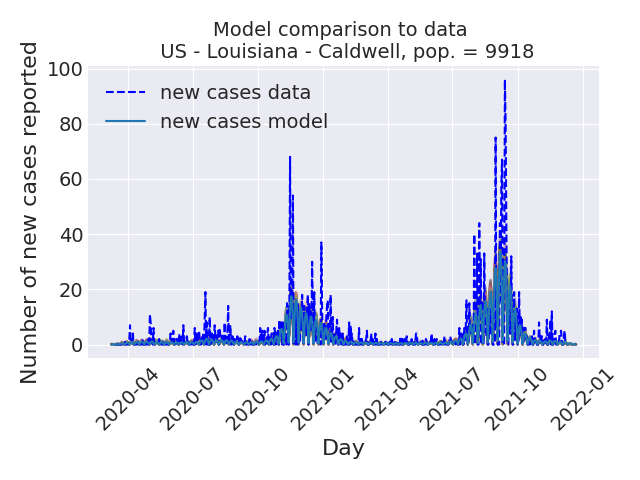 Model comparison to data
US - Louisiana - Caldwell, pop. = 9918
new cases data
new cases model
Number of new cases reported
100
80
60
40
20
0
2020-04
2020-07
2020-10
2021-01
2021-04
2021-07
2021-10
2022-01
Day